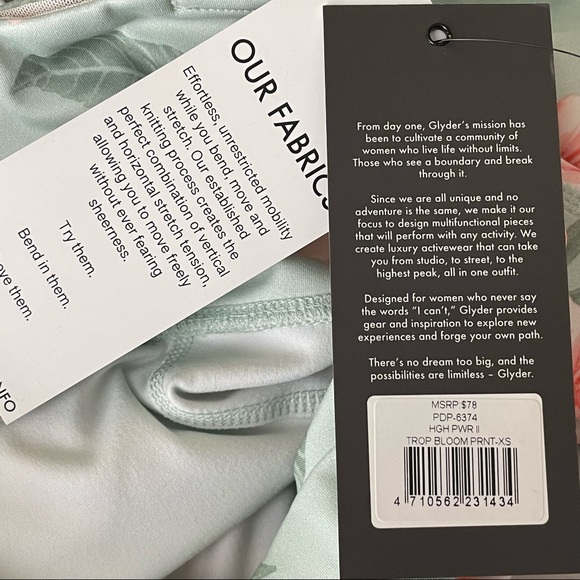 OUR FABRICS
Effortless, unrestricted mobility
while you bend, move and
stretch. Our established
knitting process creates the
perfect combination of vertical
and horizontal stretch tension,
allowing you to move freely
without ever fearing
sheerness.
Try them.
Bend in them.
them.
From day one, Glyder's mission has
been to cultivate a community of
women who live life without limits.
Those who see a boundary and break
through it.
Since we are all unique and no
adventure is the same, we make it our
focus to design multifunctional pieces
that will perform with any activity. We
create luxury activewear that can take
you from studio, to street, to the
highest peak, all in one outfit.
Designed for women who never say
the words "I can't," Glyder provides
gear and inspiration to explore new
experiences and forge your own path.
There's no dream too big, and the
possibilities are limitless – Glyder.
MSRP:$78
PDP-6374
HGH PWR II
TROP BLOOM PRNT-XS
4 710562 231434